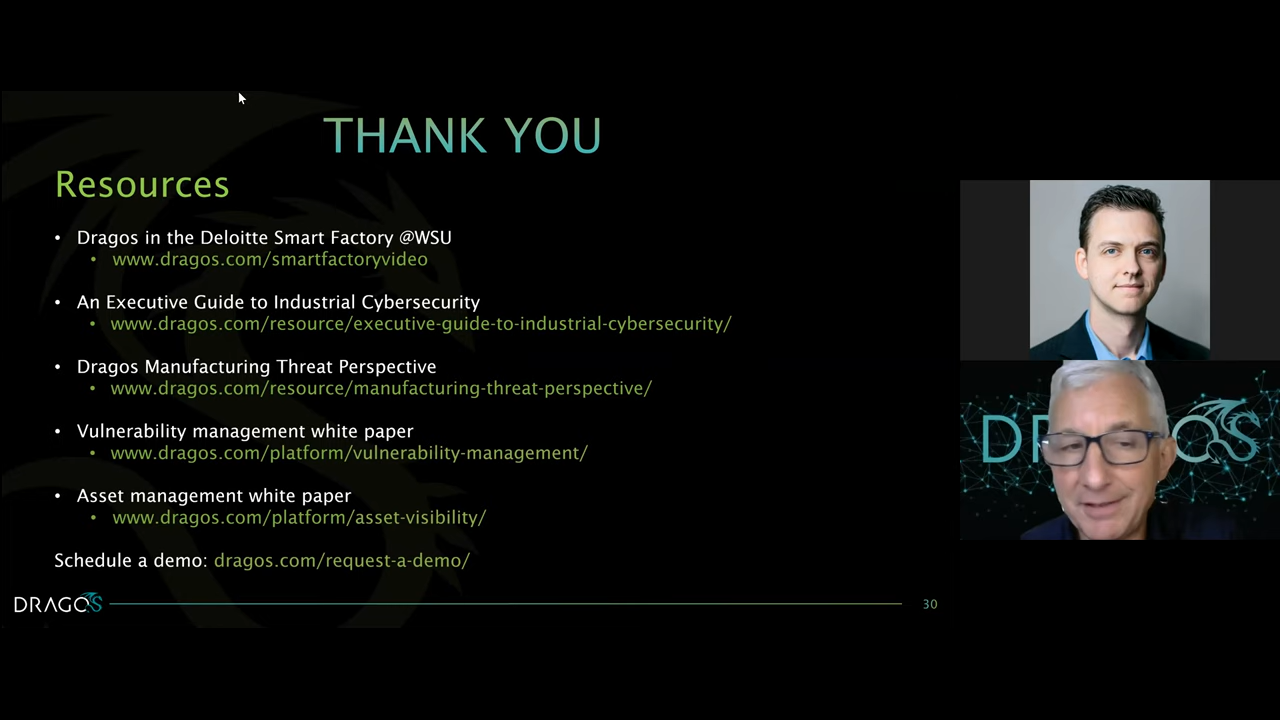 THANK YOU
Resources
• Dragos in the Deloitte Smart Factory @WSU
• www.dragos.com/smartfactoryvideo
• An Executive Guide to Industrial Cybersecurity
• www.dragos.com/resource/executive-guide-to-industrial-cybersecurity/
• Dragos Manufacturing Threat Perspective
• www.dragos.com/resource/manufacturing-threat-perspective/
• Vulnerability management white paper
• www.dragos.com/platform/vulnerability-management/
• Asset management white paper
• www.dragos.com/platform/asset-visibility/
Schedule a demo: dragos.com/request-a-demo/
DRAGOS
30